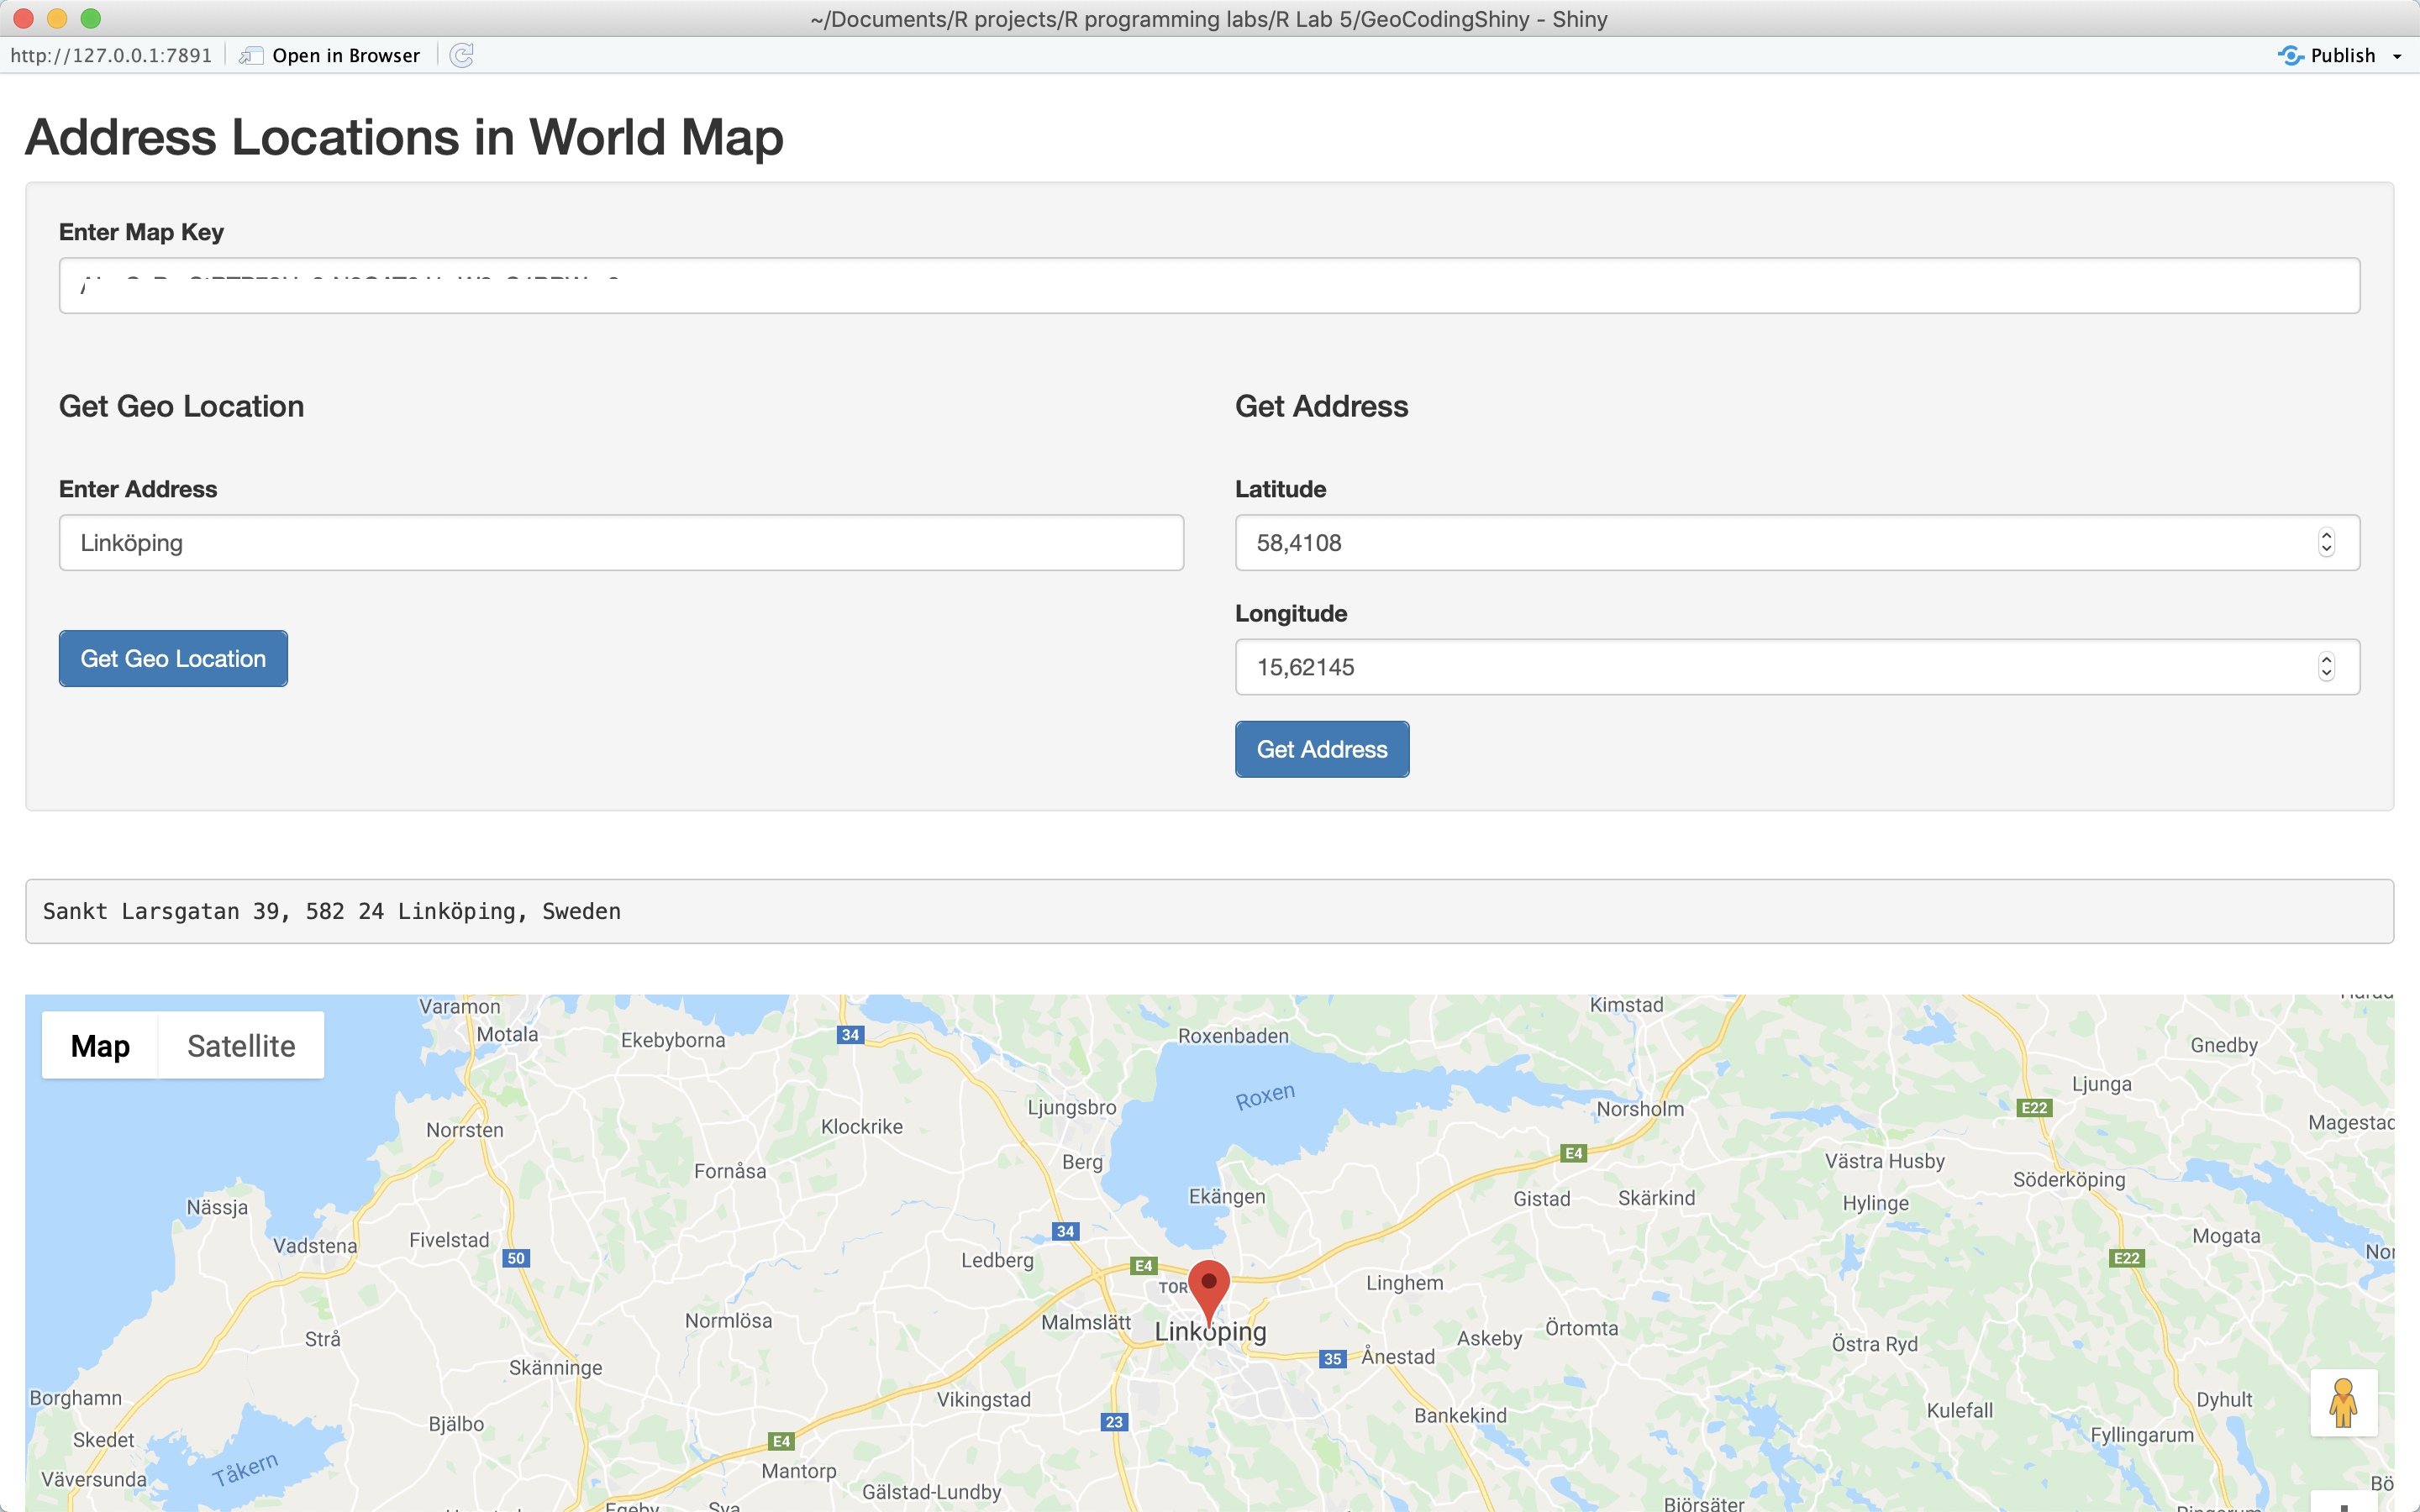 ~/Documents/R projects/R programming labs/R Lab 5/GeoCodingShiny - Shiny
http://127.0.0.1:7891
Open in Browser
Publish
Address Locations in World Map
Enter Map Key
Get Geo Location
Get Address
Enter Address
Latitude
Linköping
58,4108
Longitude
Get Geo Location
15,62145
Get Address
Sankt Larsgatan 39, 582 24 Linköping, Sweden
Map
Satellite
Varamon
Motala
Ekebyborna
34
Roxenbaden
Kimstad
Gnedby
Ljunga
Roxen
Ljungsbro
Norsholm
E22
Klockrike
Norrsten
Magestad
Berg
E4
Fornåsa
Västra Husby
Söderköping
Ekängen
Gistad
Skärkind
Hylinge
Nässja
34
Fivelstad
Vadstena
50
Ledberg
E4
Mogata
E22
TOR
Linghem
Normlösa
Malmslätt
Linköping
Askeby
Örtomta
Strå
Östra Ryd
35
Ånestad
Skänninge
Borghamn
Vikingstad
Dyhult
Bjälbo
23
Bankekind
Kulefall
Skedet
E4
Fyllingarum
Tåkern
Väversunda
Mantorp
Gälstad-Lundby
Björsäter